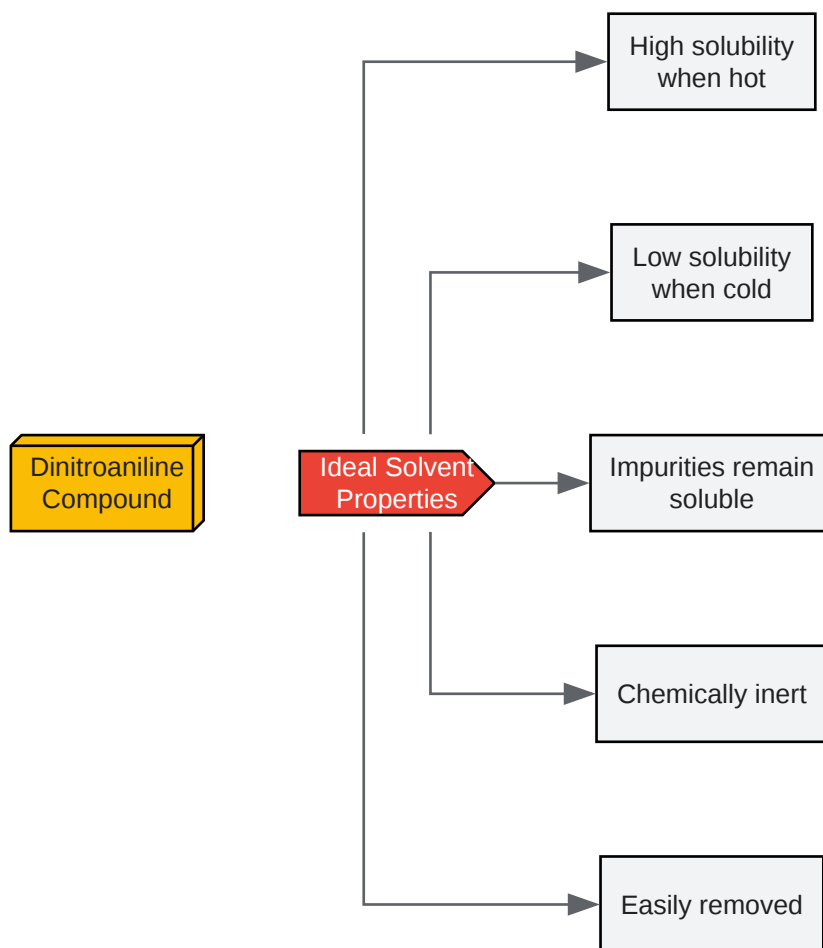 High solubility
when hot
Low solubility
when cold
Dinitroaniline
Compound
Ideal Solvent
Properties
Impurities remain
soluble
Chemically inert
Easily removed